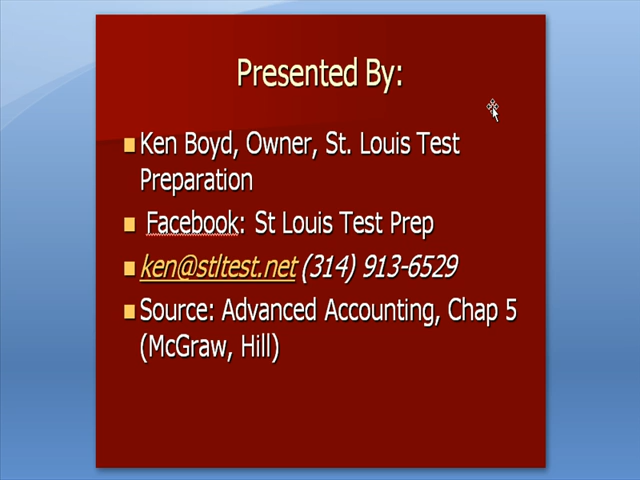 Presented By:
Ken Boyd, Owner, St. Louis Test
Preparation
Facebook: St Louis Test Prep
ken@stltest.net (314) 913-6529
Source: Advanced Accounting, Chap 5
(McGraw, Hill)